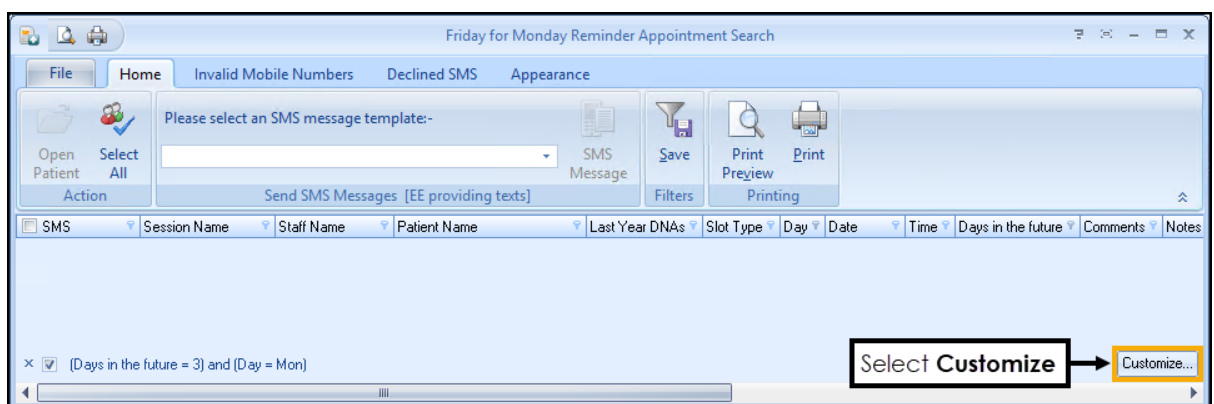 Friday for Monday Reminder Appointment Search
File Home Invalid Mobile Numbers Declined SMS Appearance
Please select an SMS message template:-
Open Patient
Select All
SMS Message
Save
Print Preview
Print
Action Send SMS Messages [EE providing texts] Filters Printing
SMS Session Name Staff Name Patient Name Last Year DNAs Slot Type Day Date Time Days in the future Comments Notes
(Days in the future = 3) and (Day = Mon)
Select Customize
Customize...